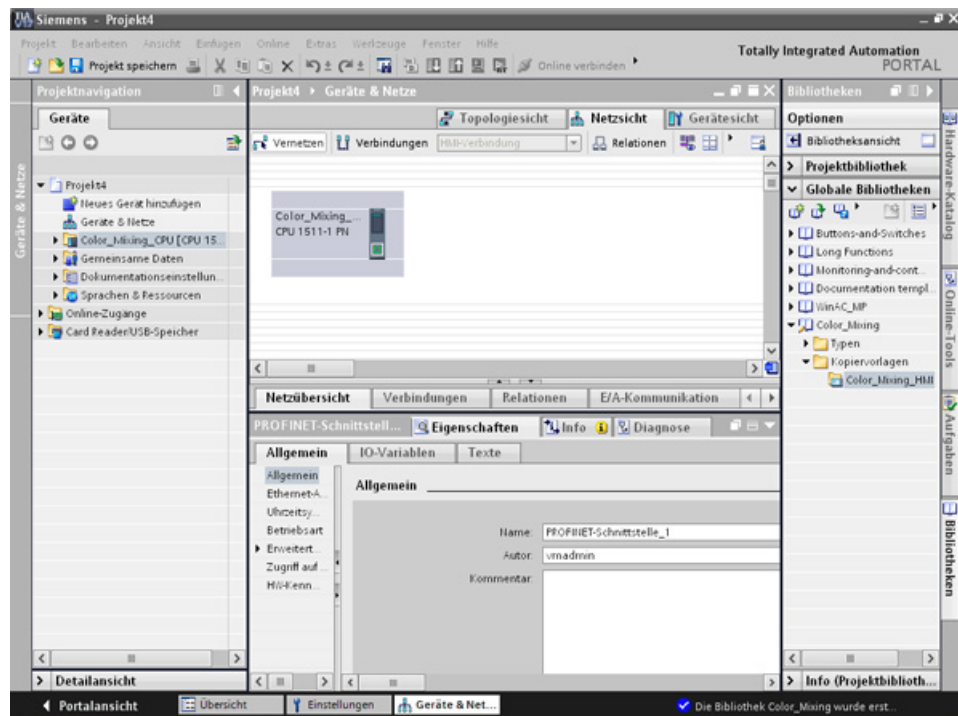 Siemens - Projekt4
Projekt Bearbeiten Ansicht Einfügen Online Extras Werkzeuge Fenster Hilfe
Projekt speichern
Online verbinden
Totally Integrated Automation
PORTAL
Projektnavigation
Geräte
Projekt4
Neues Gerät hinzufügen
Geräte & Netze
Color_Mixing_CPU [CPU 15...
Gemeinsame Daten
Dokumentationseinstellun...
Sprachen & Ressourcen
Online-Zugänge
Card Reader/USB-Speicher
Detailansicht
Geräte & Netze
Projekt4 Geräte & Netze
Topologiesicht Netzsicht Gerätesicht
Vernetzen Verbindungen HMI-Verbindung Relationen
Color_Mixing_...
CPU 1511-1 PN
Netzübersicht Verbindungen Relationen E/A-Kommunikation
PROFINET-Schnittstell... Eigenschaften Info Diagnose
Allgemein IO-Variablen Texte
Allgemein
Ethernet-A...
Uhrzeitsy...
Betriebsart
Erweitert...
Zugriff auf ...
HW-Kenn...
Allgemein
Name: PROFINET-Schnittstelle_1
Autor: vmadmin
Kommentar:
Bibliotheken
Optionen
Bibliotheksansicht
Projektbibliothek
Globale Bibliotheken
Buttons-and-Switches
Long Functions
Monitoring-and-cont...
Documentation templ...
WinAC_MP
Color_Mixing
Typen
Kopiervorlagen
Color_Mixing_HMI
Info (Projektbiblioth...
Hardware-Katalog
Online-Tools
Aufgaben
Bibliotheken
Portalansicht Übersicht Einstellungen Geräte & Net... Die Bibliothek Color_Mixing wurde erst...